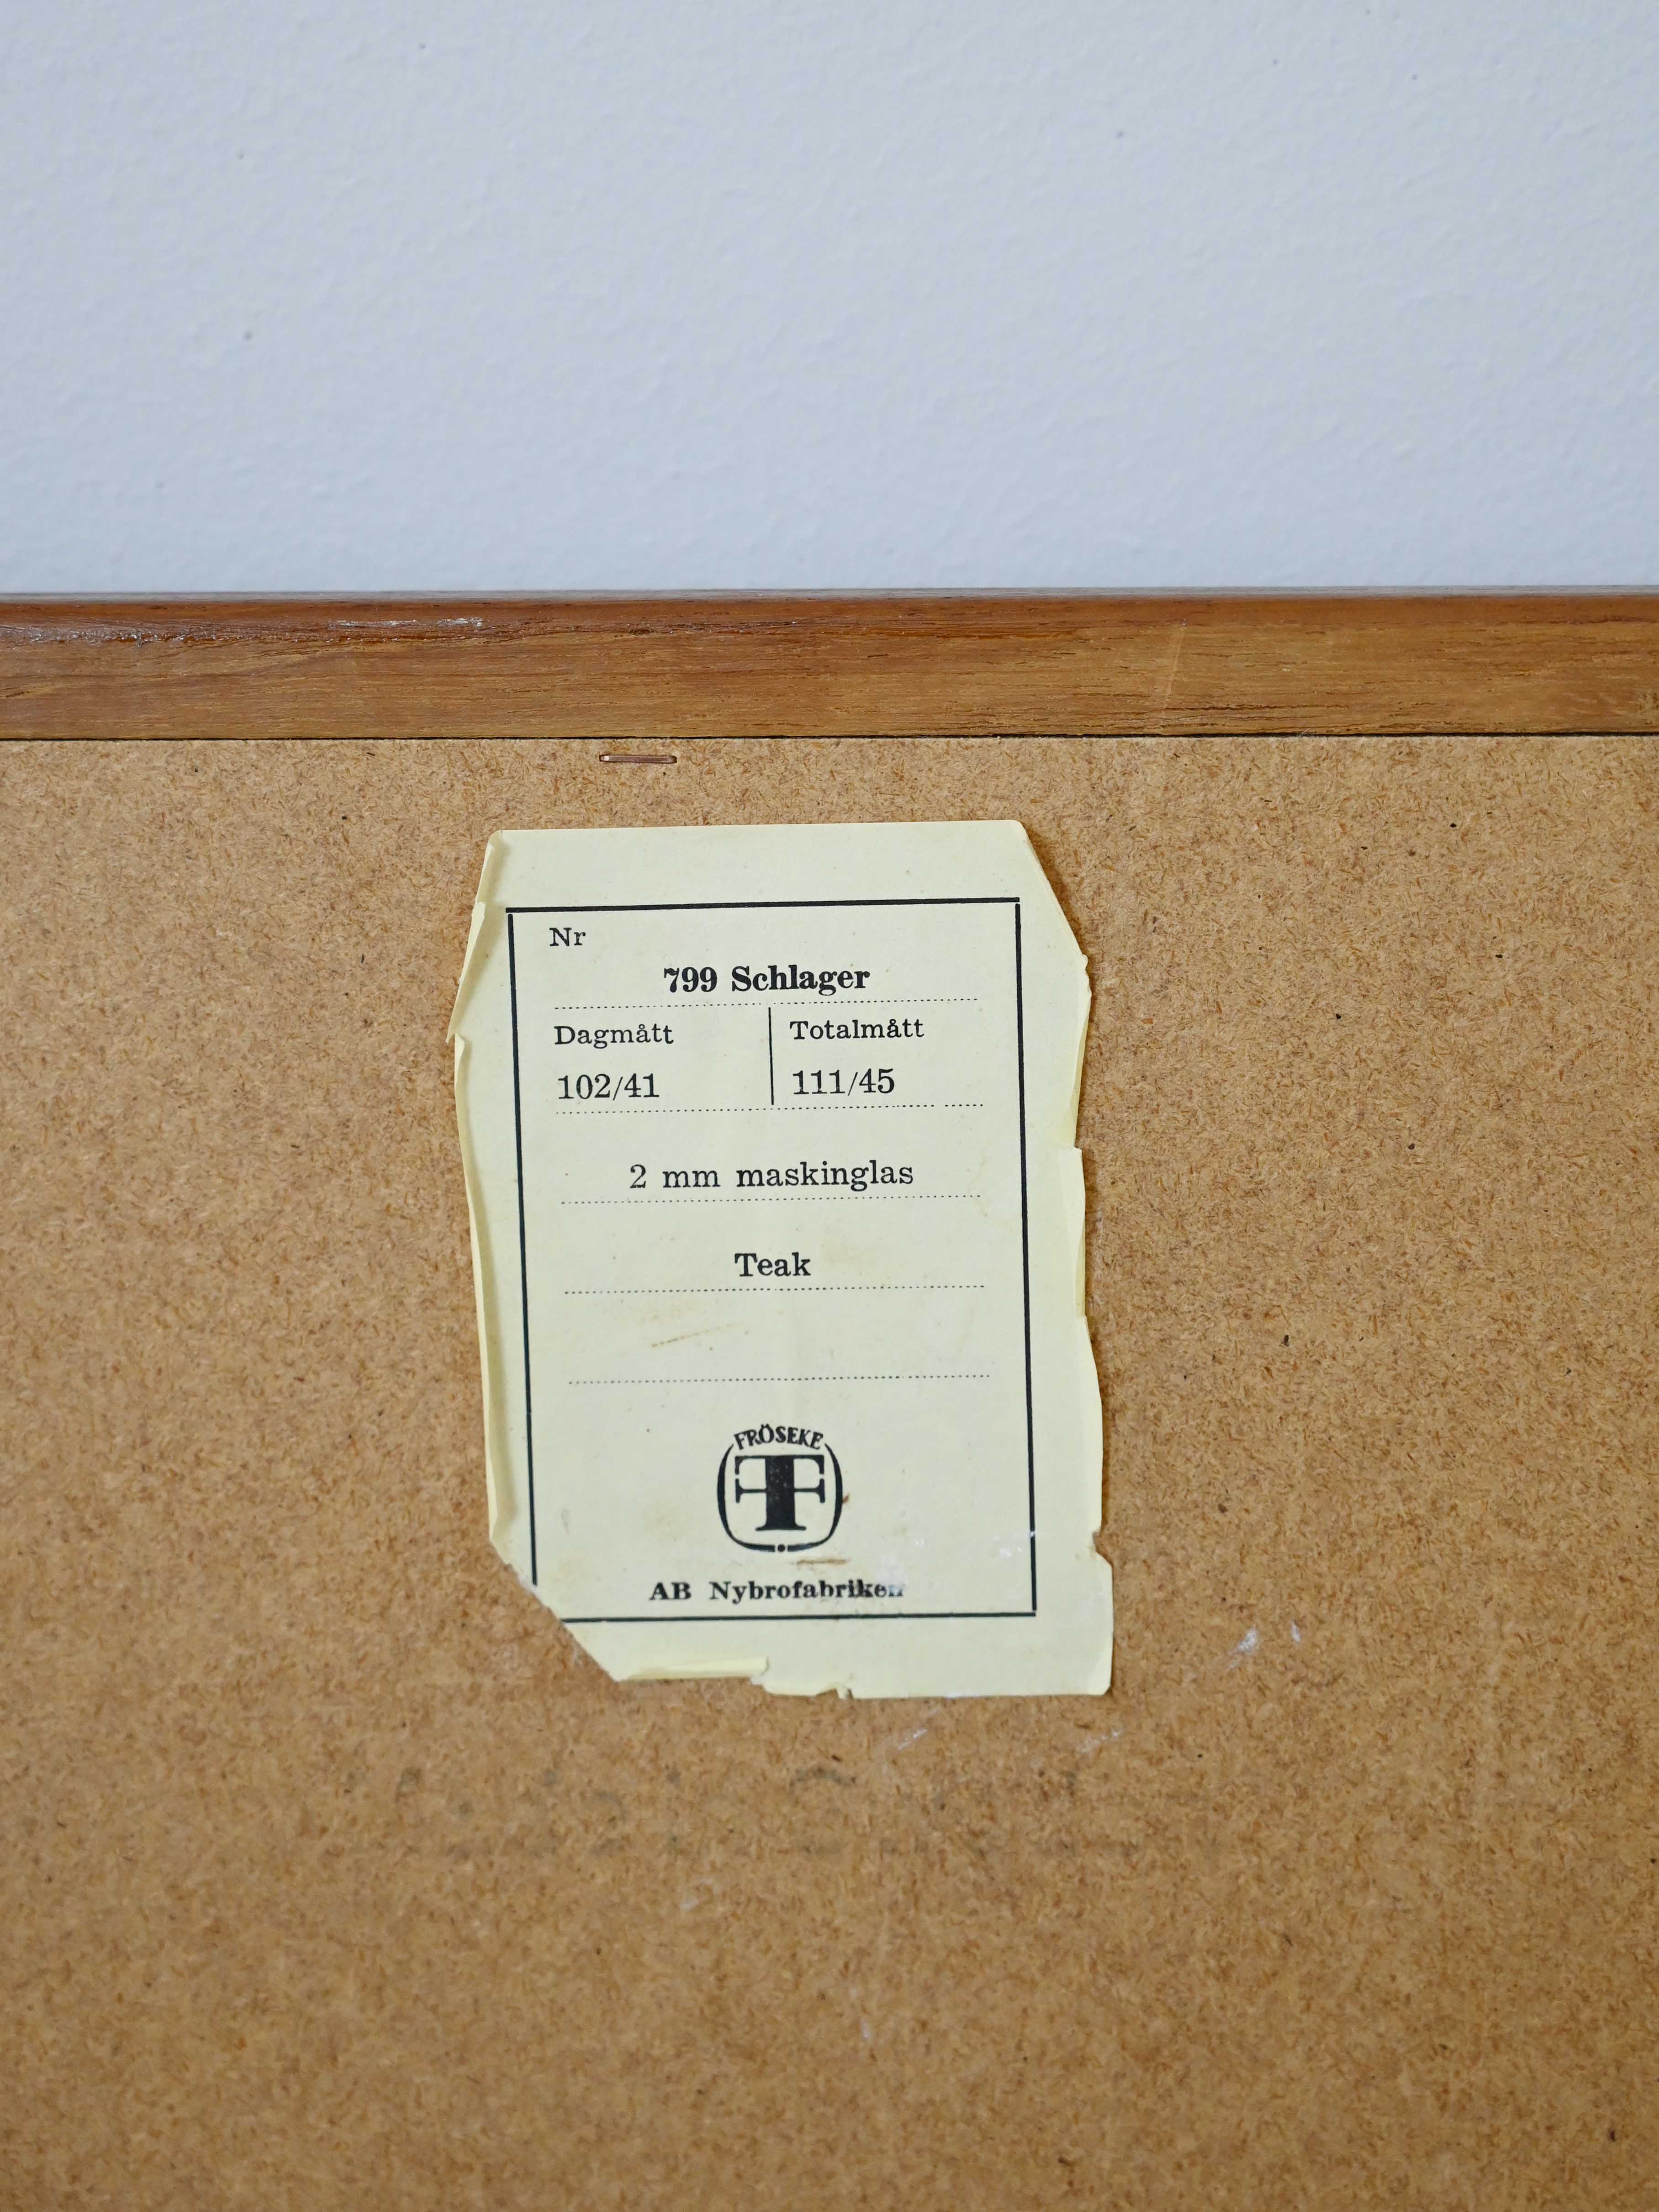 Nr
799 Schlager
Dagmått Totalmått
102/41 111/45
2 mm maskinglas
Teak
FRÖSEKE
F
AB Nybrofabriken